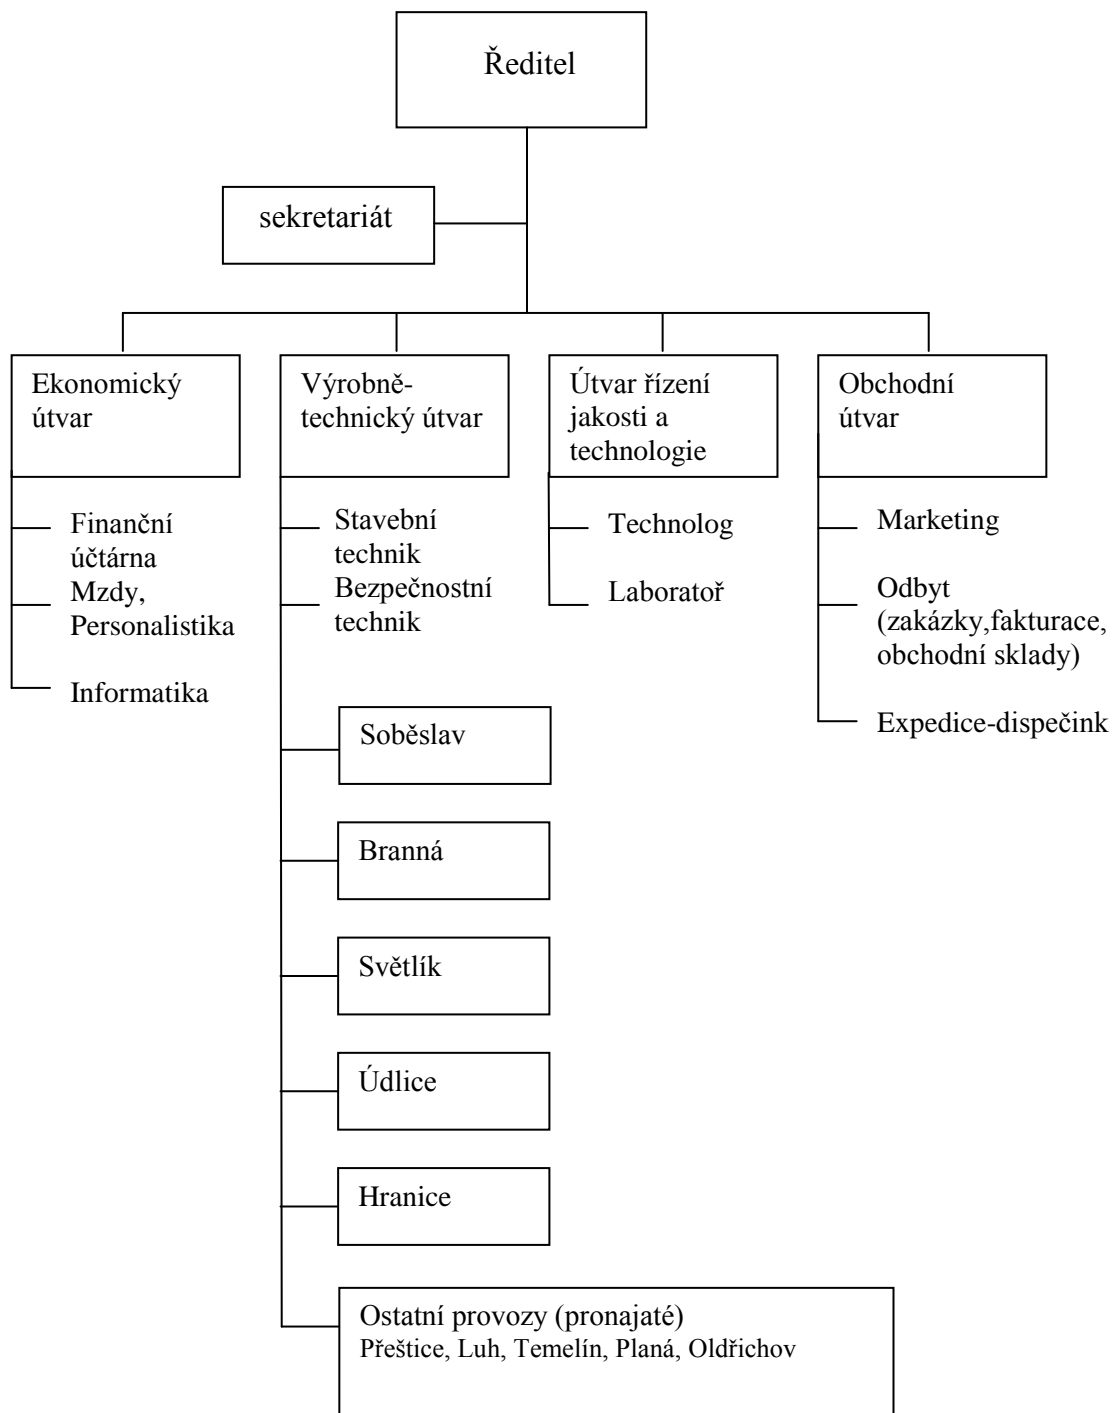 Ředitel
sekretariát
Ekonomický
útvar
Finanční
účtárna
Mzdy,
Personalistika
Informatika
Výrobně-
technický útvar
Stavební
technik
Bezpečnostní
technik
Soběslav
Branná
Světlík
Údlice
Hranice
Ostatní provozy (pronajaté)
Přeštice, Luh, Temelín, Planá, Oldřichov
Útvar řízení
jakosti a
technologie
Technolog
Laboratoř
Obchodní
útvar
Marketing
Odbyt
(zakázky,fakturace,
obchodní sklady)
Expedice-dispečink